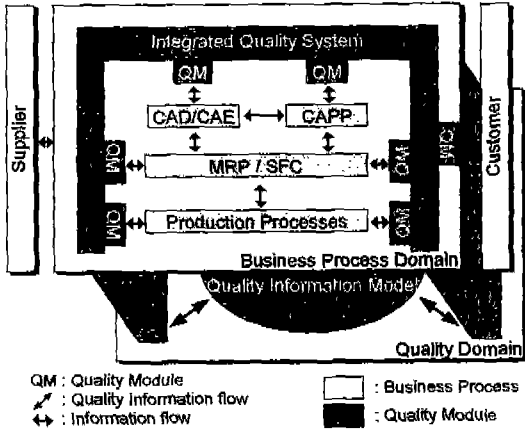 Integrated Quality System
QM
QM
CAD/CAE
CAPP
Supplier
Customer
QM
MRP / SFC
QM
QM
QM
Production Processes
QM
Business Process Domain
Quality Information Model
Quality Domain
QM : Quality Module
: Quality Information flow
: Information flow
: Business Process
: Quality Module